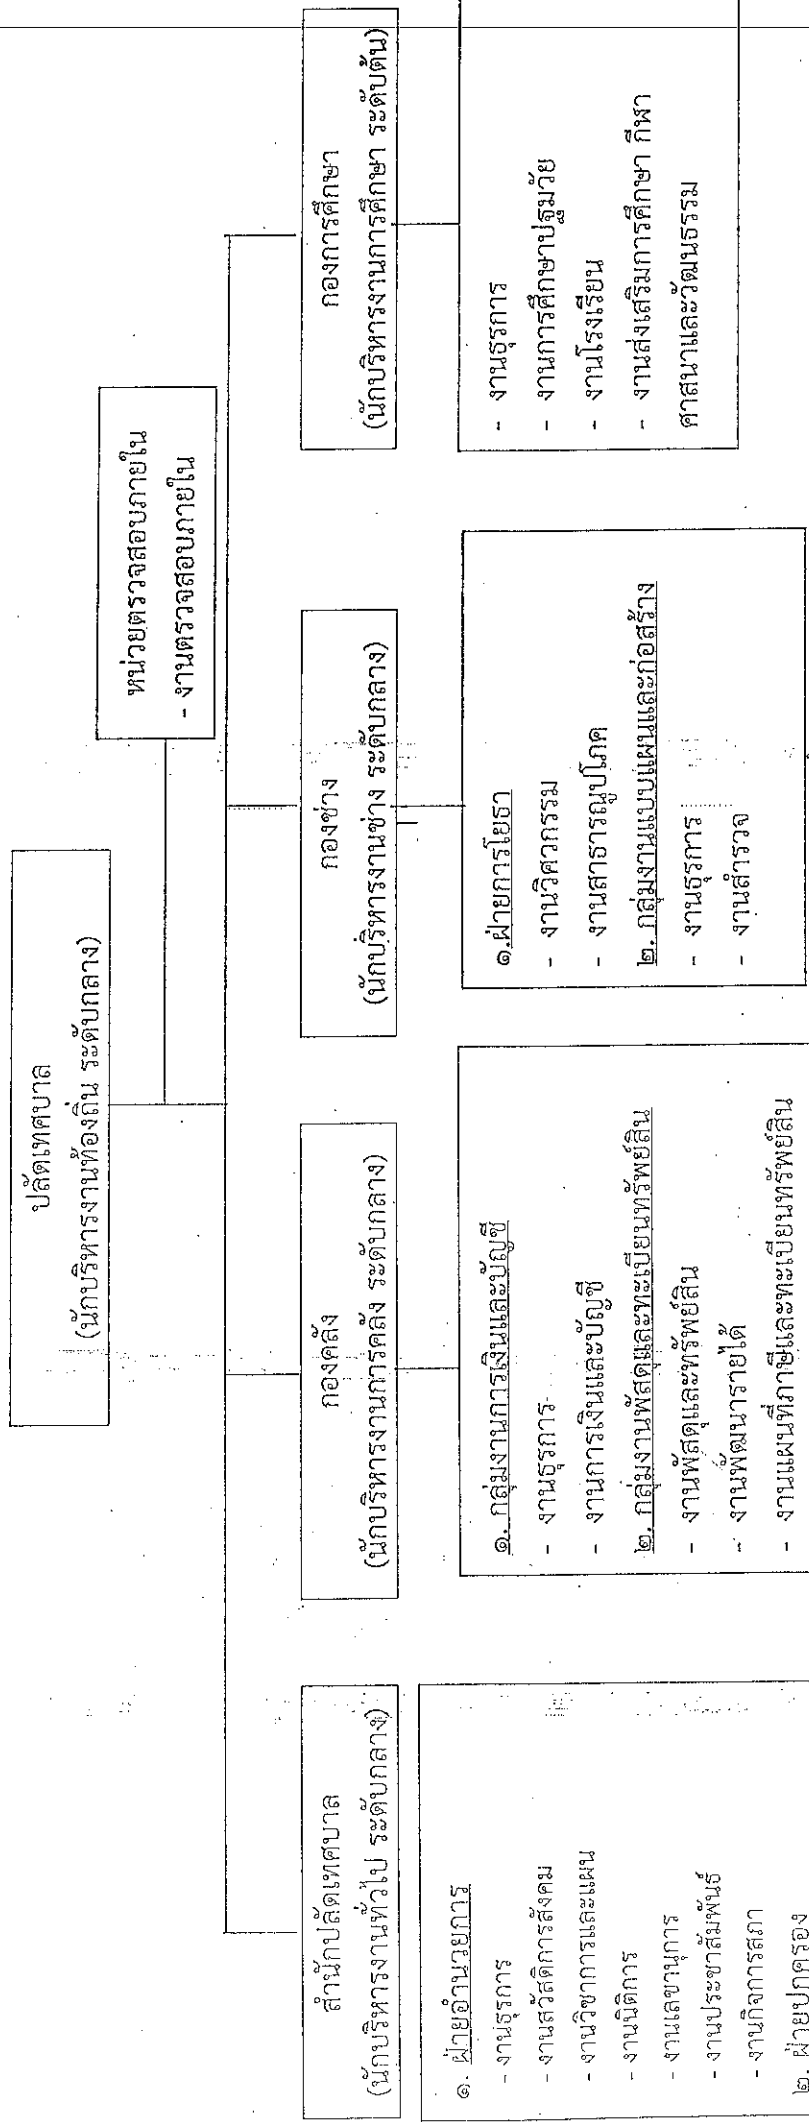 ปลัดเทศบาล
(นักบริหารงานท้องถิ่น ระดับกลาง)
หน่วยตรวจสอบภายใน
- งานตรวจสอบภายใน
สำนักปลัดเทศบาล
(นักบริหารงานทั่วไป ระดับกลาง)
๑. ฝ่ายอำนวยการ
- งานธุรการ
- งานสวัสดิการสังคม
- งานวิชาการและแผน
- งานนิติการ
- งานเลขานุการ
- งานประชาสัมพันธ์
- งานกิจการสภา
๒. ฝ่ายปกครอง
กองคลัง
(นักบริหารงานการคลัง ระดับกลาง)
๑. กลุ่มงานการเงินและบัญชี
- งานธุรการ
- งานการเงินและบัญชี
๒. กลุ่มงานพัสดุและทะเบียนทรัพย์สิน
- งานพัสดุและทรัพย์สิน
- งานพัฒนารายได้
- งานแผนที่ภาษีและทะเบียนทรัพย์สิน
กองช่าง
(นักบริหารงานช่าง ระดับกลาง)
๑.ฝ่ายการโยธา
- งานวิศวกรรม
- งานสาธารณูปโภค
๒. กลุ่มงานแบบแผนและก่อสร้าง
- งานธุรการ
- งานสำรวจ
กองการศึกษา
(นักบริหารงานการศึกษา ระดับต้น)
- งานธุรการ
- งานการศึกษาปฐมวัย
- งานโรงเรียน
- งานส่งเสริมการศึกษา กีฬา
ศาสนาและวัฒนธรรม